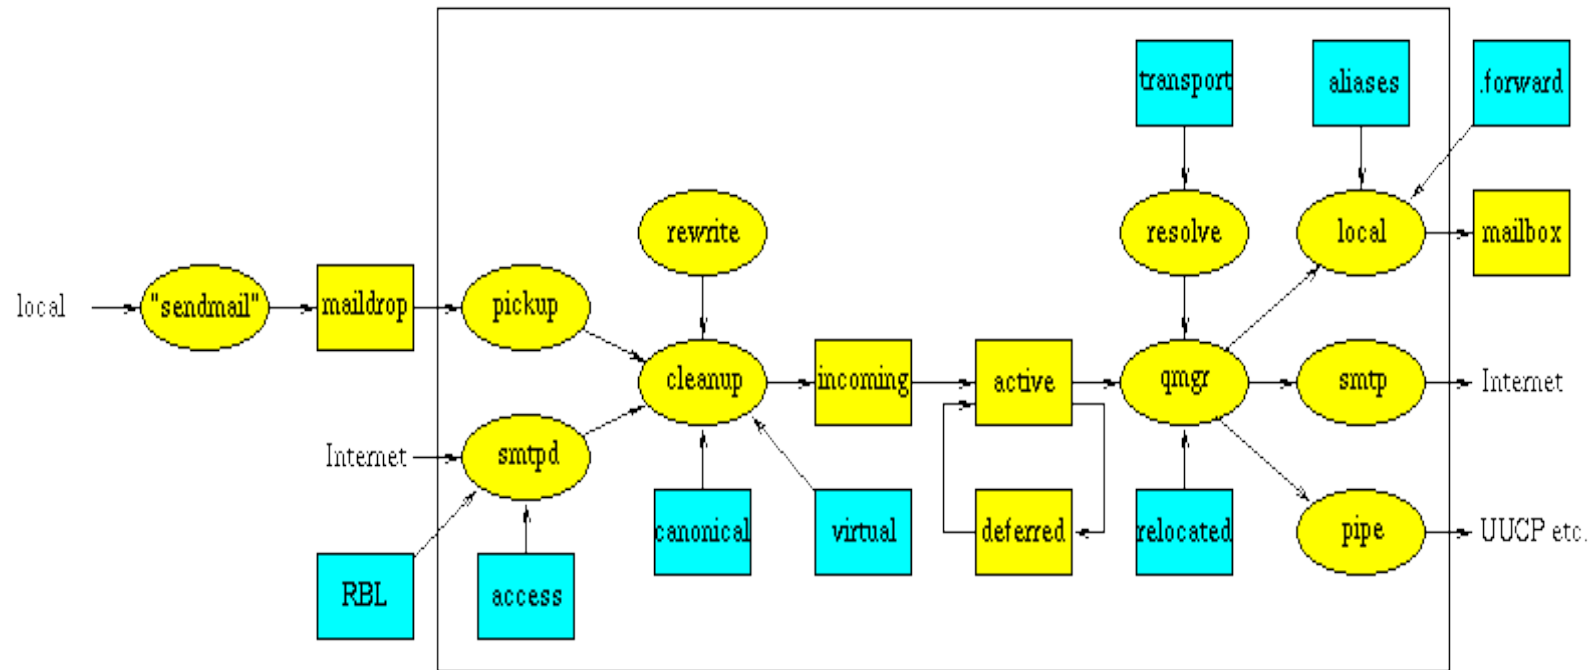 transport
aliases
.forward
rewrite
resolve
local
mailbox
local
"sendmail"
maildrop
pickup
cleanup
incoming
active
qmgr
smtp
Internet
Internet
smtpd
canonical
virtual
deferred
relocated
pipe
UUCP etc.
RBL
access